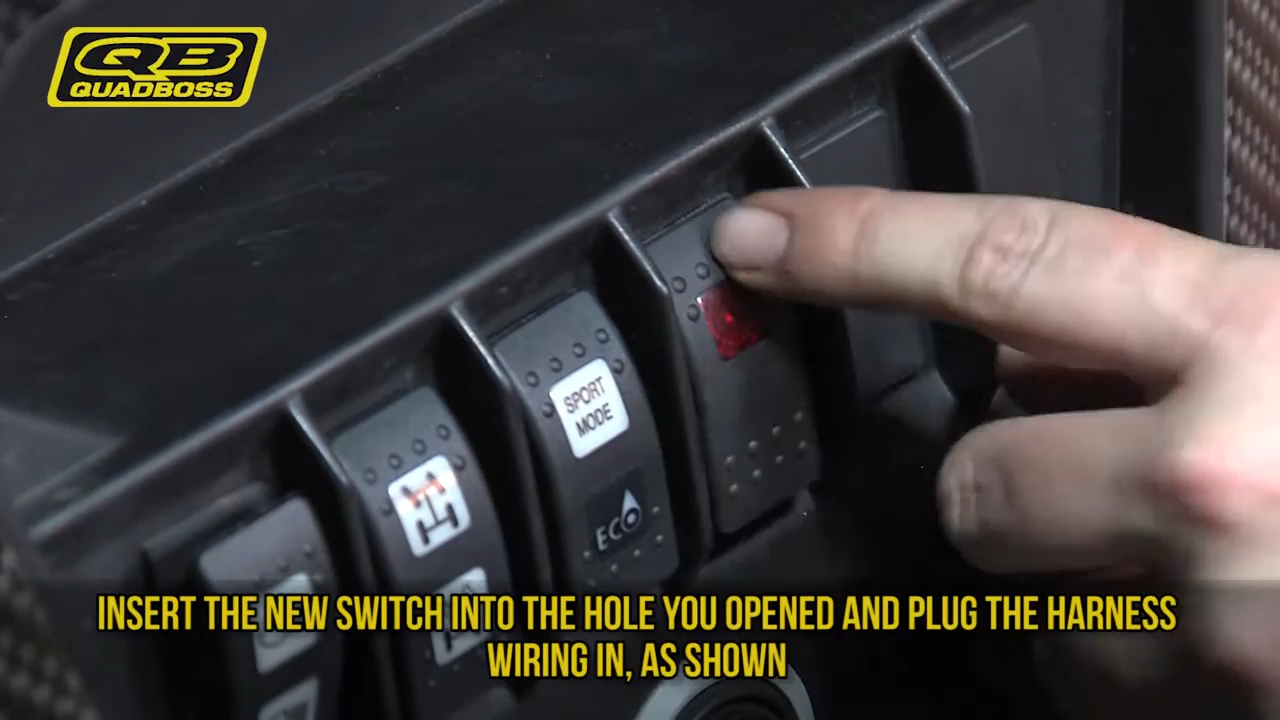 QB
QUADBOSS
SPORT
MODE
ECO
INSERT THE NEW SWITCH INTO THE HOLE YOU OPENED AND PLUG THE HARNESS
WIRING IN, AS SHOWN